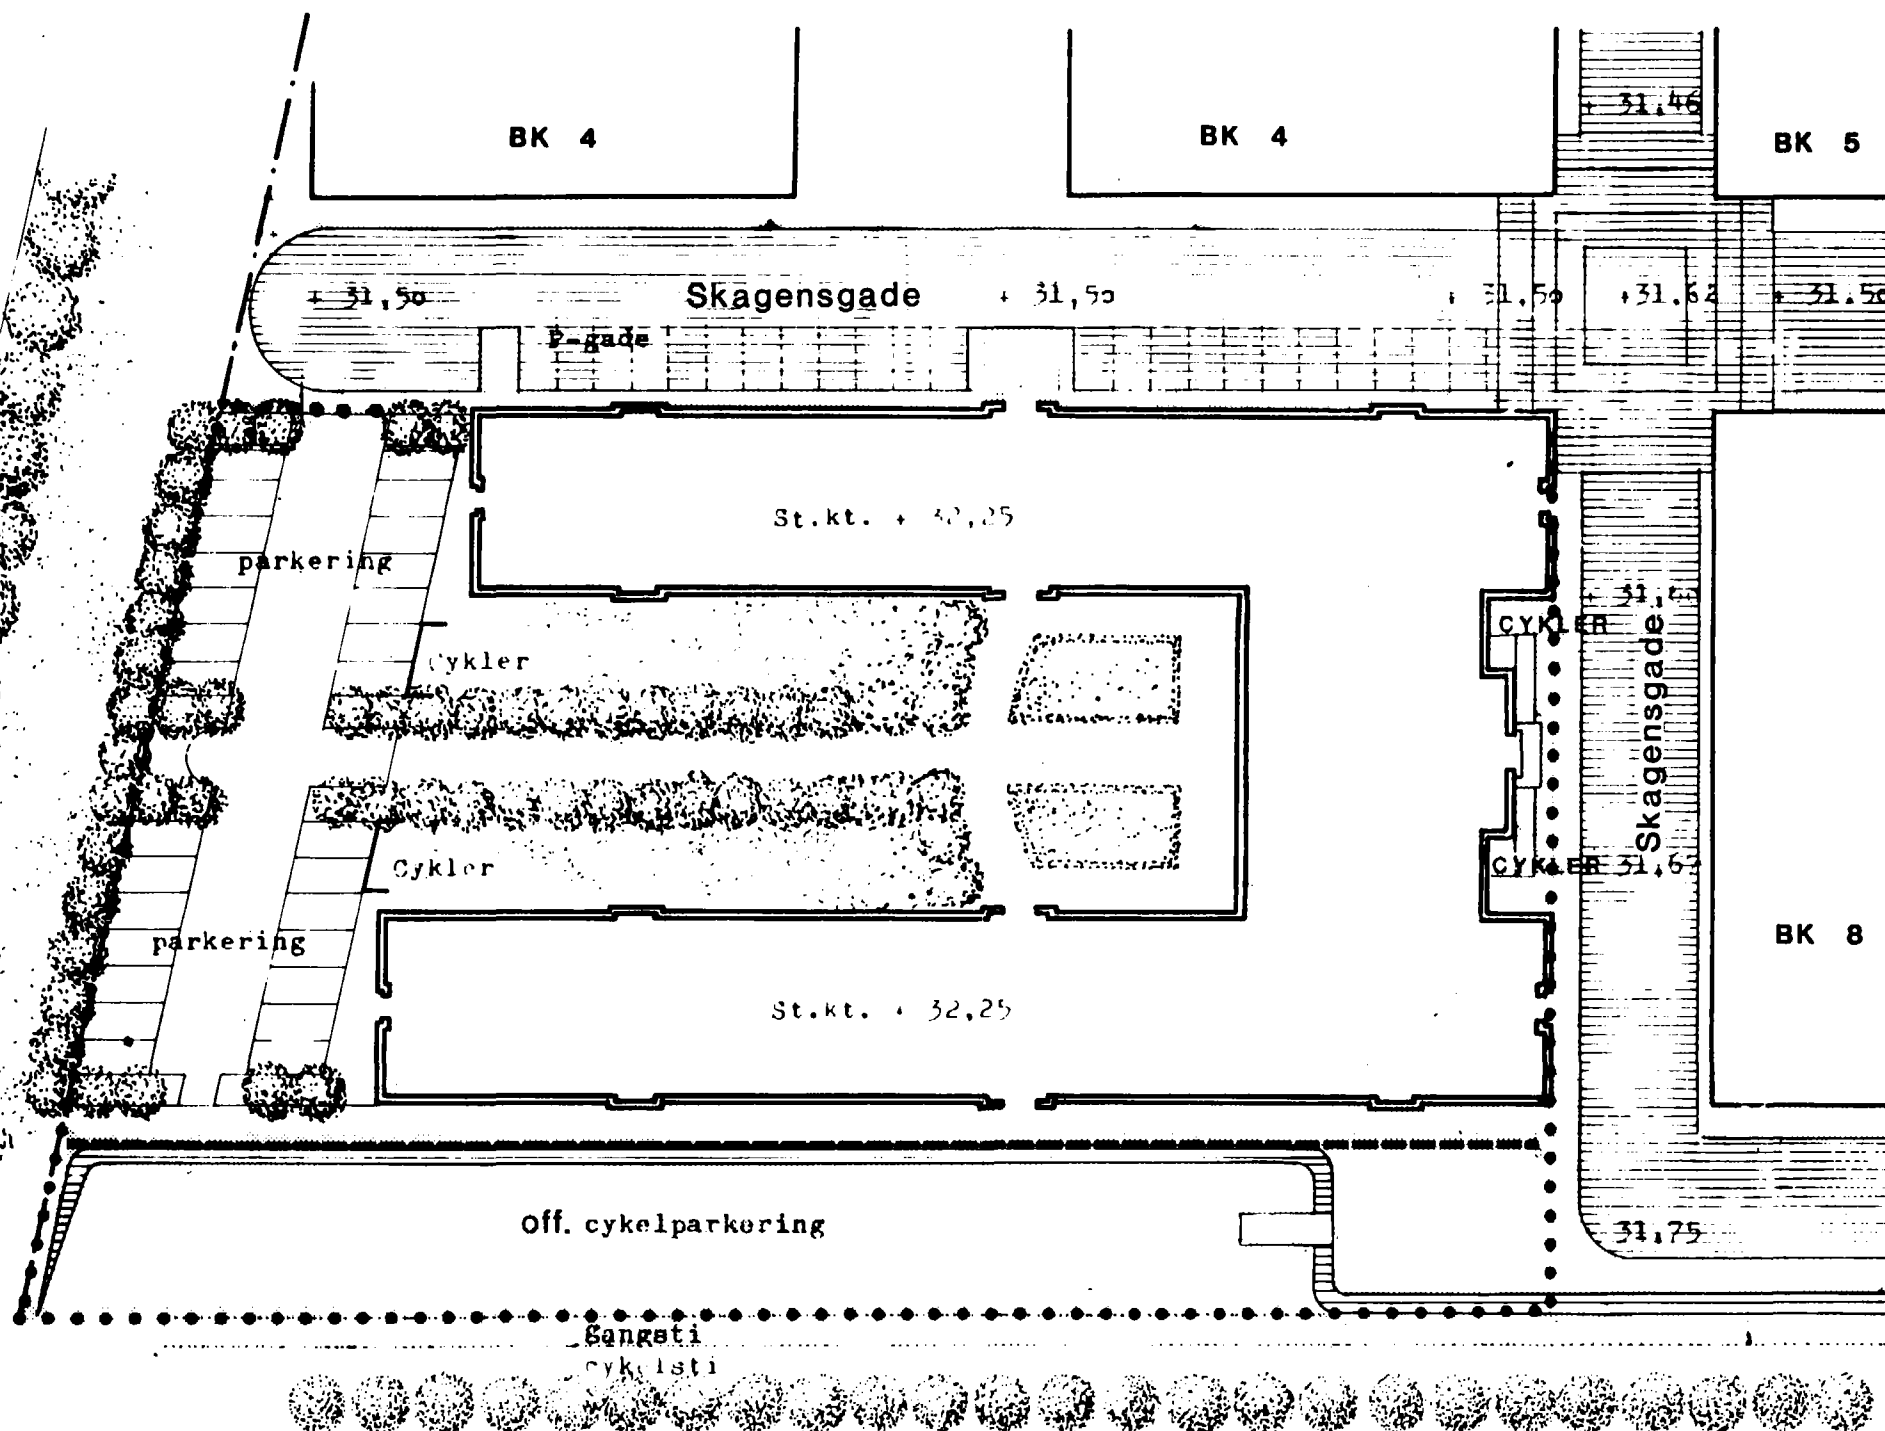 + 31,46
BK 4
BK 4
BK 5
+ 31,50
Skagensgade
+ 31,50
+ 31,50
+31,62
+ 31.50
P-gade
St.kt. + 32,25
parkering
CYKLER
Cykler
Skagensgade
Cykler
CYKLER
31,67
parkering
BK 8
St.kt. + 32,25
Off. cykelparkering
31,75
Gangsti
cykelsti